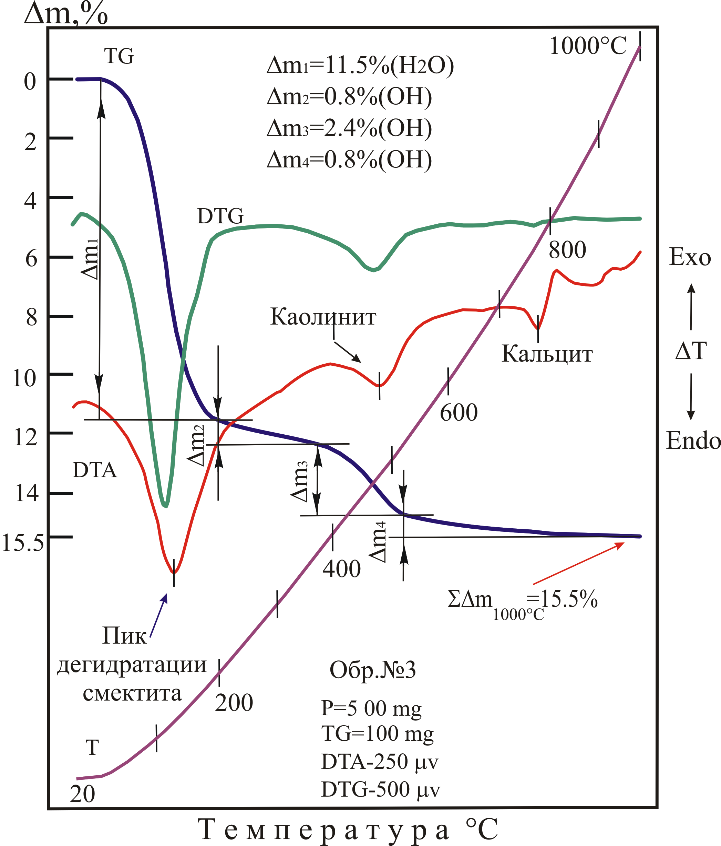 Δm,%
TG
1000°C
Δm₁=11.5%(H2O)
Δm₂=0.8%(OH)
Δm₃=2.4%(OH)
Δm₄=0.8%(OH)
0
2
4
6
8
10
12
14
15.5
DTG
800
Δm₁
Exo
ΔT
Endo
Каолинит
Кальцит
600
DTA
Δm₂
Δm₃
Δm₄
400
ΣΔm₁₀₀₀°C=15.5%
Пик
дегидратации
смектита
200
Обр.№3
P=5 00 mg
TG=100 mg
DTA-250 μv
DTG-500 μv
T
20
Температура °C